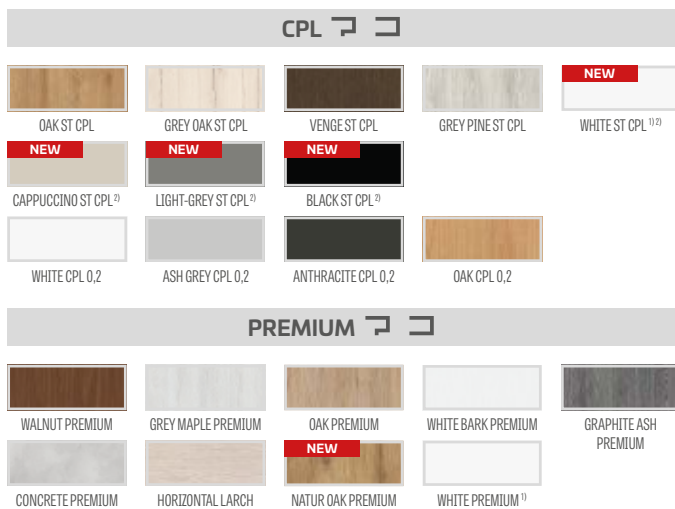 CPL
OAK ST CPL
GREY OAK ST CPL
VENGE ST CPL
GREY PINE ST CPL
NEW
WHITE ST CPL 1) 2)
NEW
CAPPUCCINO ST CPL 2)
NEW
LIGHT-GREY ST CPL 2)
NEW
BLACK ST CPL 2)
WHITE CPL 0,2
ASH GREY CPL 0,2
ANTHRACITE CPL 0,2
OAK CPL 0,2
PREMIUM
WALNUT PREMIUM
GREY MAPLE PREMIUM
OAK PREMIUM
WHITE BARK PREMIUM
GRAPHITE ASH
PREMIUM
CONCRETE PREMIUM
HORIZONTAL LARCH
NEW
NATUR OAK PREMIUM
WHITE PREMIUM 1)